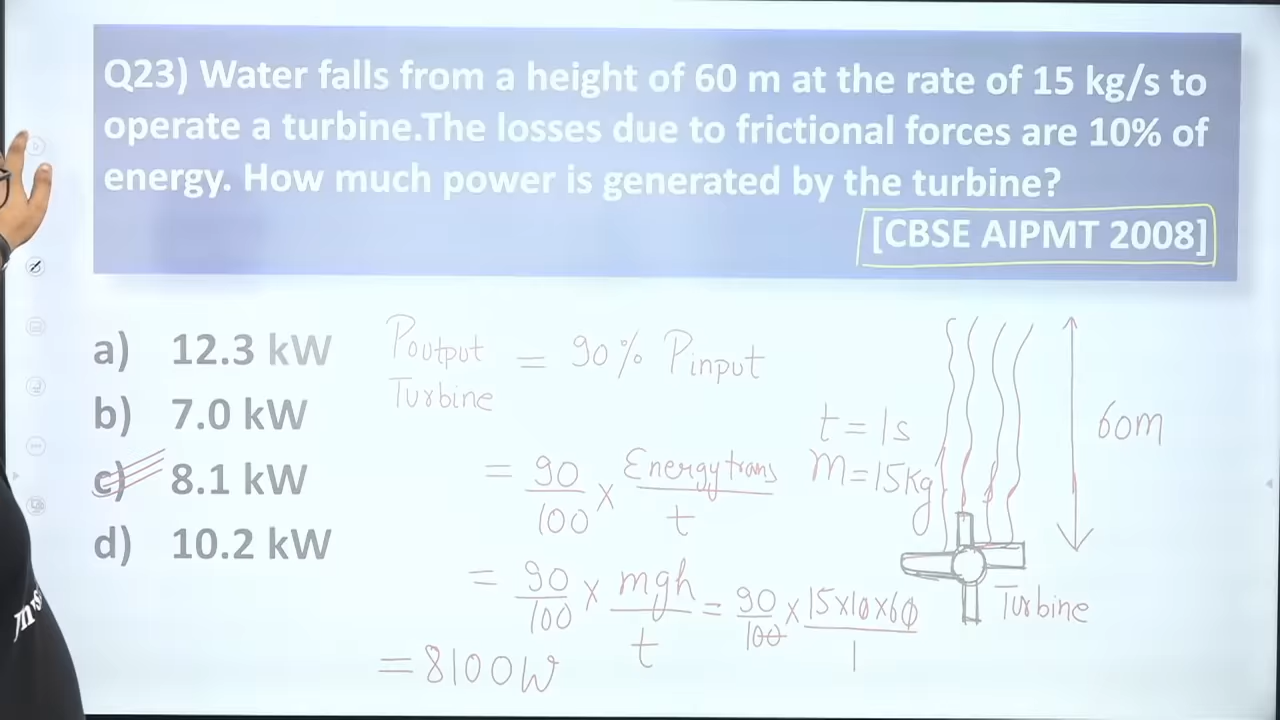 Q23) Water falls from a height of 60 m at the rate of 15 kg/s to
operate a turbine.The losses due to frictional forces are 10% of
energy. How much power is generated by the turbine?
[CBSE AIPMT 2008]
a) 12.3 kW
b) 7.0 kW
c) 8.1 kW
d) 10.2 kW
Poutput Turbine = 90% Pinput
= 90/100 × Energy trans/t
= 90/100 × mgh/t = 90/100 × 15×10×60/1
= 8100W
t = 1s
m = 15kg
60m
Turbine